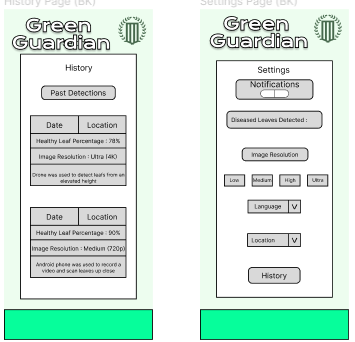 History Page (BK)
Green
Guardian
History
Past Detections
Date Location
Healthy Leaf Percentage : 78%
Image Resolution : Ultra (4K)
Drone was used to detect leafs from an
elevated height
Date Location
Healthy Leaf Percentage : 90%
Image Resolution : Medium (720p)
Android phone was used to record a
video and scan leaves up close
Settings Page (BK)
Green
Guardian
Settings
Notifications
Diseased Leaves Detected :
Image Resolution
Low Medium High Ultra
Language V
Location V
History